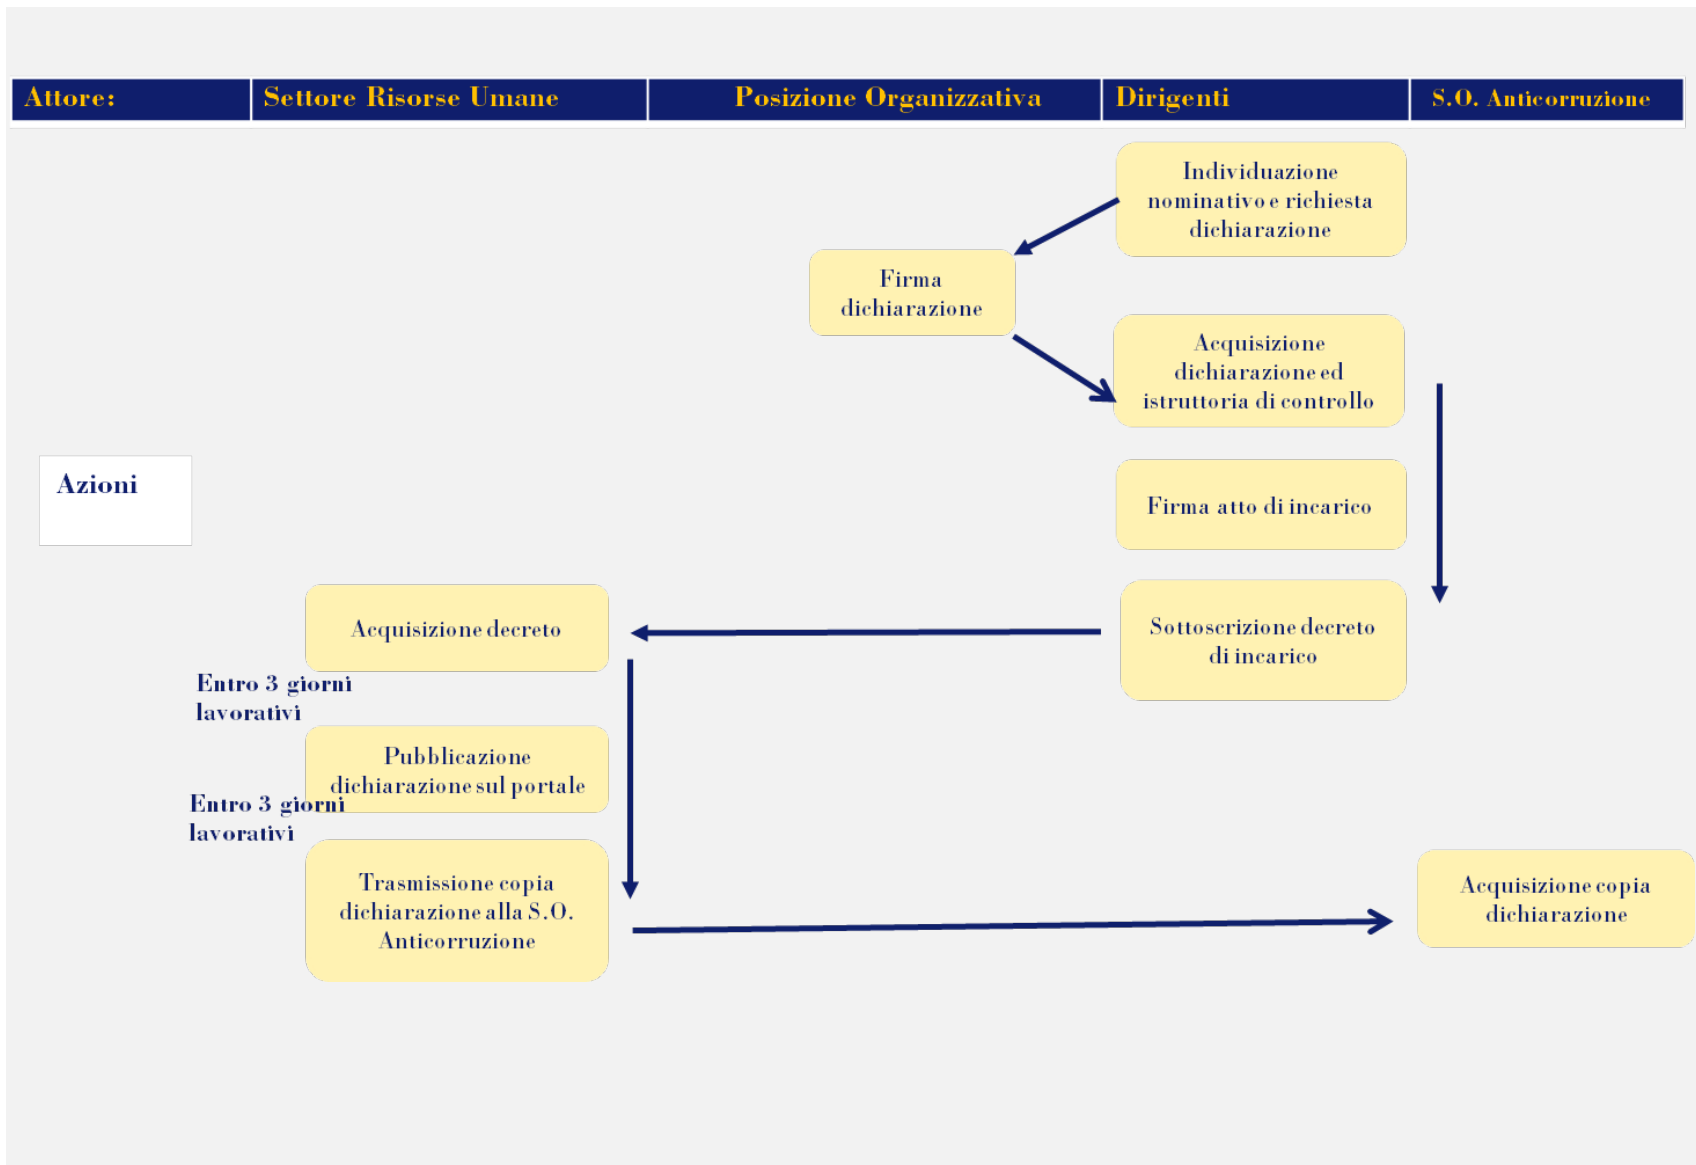 Attore:
Settore Risorse Umane
Posizione Organizzativa
Dirigenti
S.O. Anticorruzione
Individuazione
nominativo e richiesta
dichiarazione
Firma
dichiarazione
Acquisizione
dichiarazione ed
istruttoria di controllo
Azioni
Firma atto di incarico
Acquisizione decreto
Sottoscrizione decreto
di incarico
Entro 3 giorni
lavorativi
Pubblicazione
dichiarazione sul portale
Entro 3 giorni
lavorativi
Trasmissione copia
dichiarazione alla S.O.
Anticorruzione
Acquisizione copia
dichiarazione